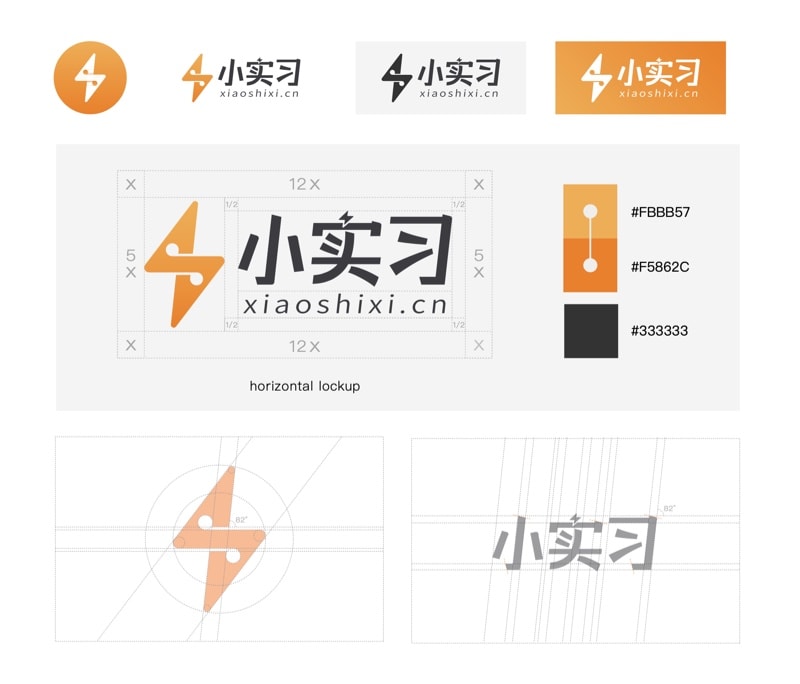 小实习
xiaoshixi.cn
小实习
xiaoshixi.cn
小实习
xiaoshixi.cn
X
12X
X
1/2
1/2
5
X
小实习
xiaoshixi.cn
5
X
1/2
1/2
X
12X
X
horizontal lockup
#FBBB57
#F5862C
#333333
82°
82°
小实习